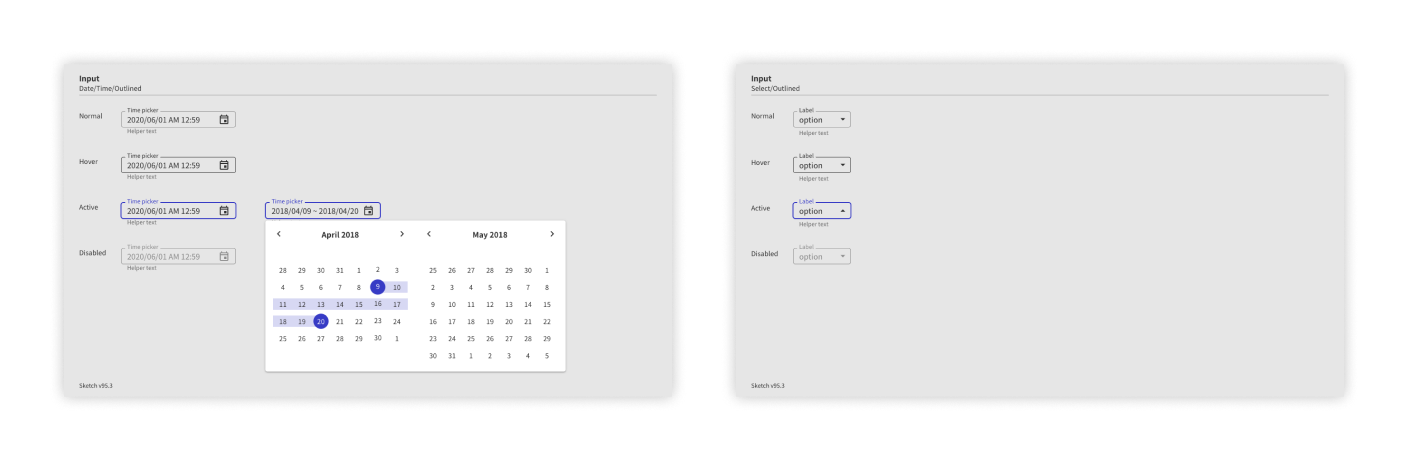 Input
Date/Time/Outlined
Normal
Time picker
2020/06/01 AM 12:59
Helper text
Hover
Time picker
2020/06/01 AM 12:59
Helper text
Active
Time picker
2020/06/01 AM 12:59
Helper text
Time picker
2018/04/09 ~ 2018/04/20
April 2018
28 29 30 31 1 2 3
4 5 6 7 8 9 10
11 12 13 14 15 16 17
18 19 20 21 22 23 24
25 26 27 28 29 30 1
May 2018
25 26 27 28 29 30 1
2 3 4 5 6 7 8
9 10 11 12 13 14 15
16 17 18 19 20 21 22
23 24 25 26 27 28 29
30 31 1 2 3 4 5
Disabled
Time picker
2020/06/01 AM 12:59
Helper text
Sketch v95.3
Input
Select/Outlined
Normal
Label
option
Helper text
Hover
Label
option
Helper text
Active
Label
option
Helper text
Disabled
Label
option
Sketch v95.3